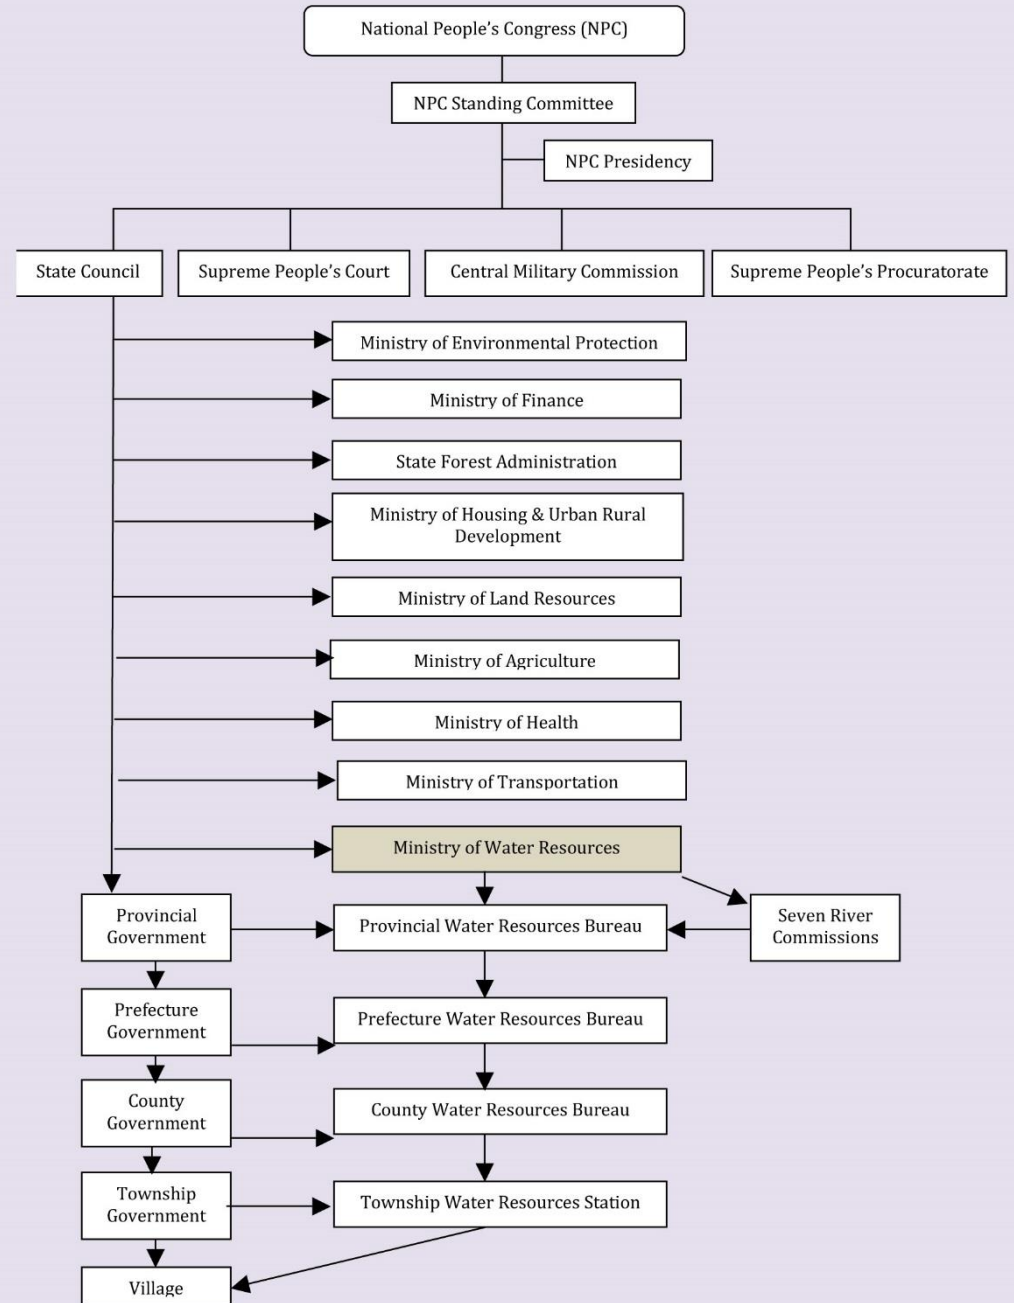 National People’s Congress (NPC)
NPC Standing Committee
NPC Presidency
State Council
Supreme People’s Court
Central Military Commission
Supreme People’s Procuratorate
Ministry of Environmental Protection
Ministry of Finance
State Forest Administration
Ministry of Housing & Urban Rural
Development
Ministry of Land Resources
Ministry of Agriculture
Ministry of Health
Ministry of Transportation
Ministry of Water Resources
Provincial
Government
Provincial Water Resources Bureau
Seven River
Commissions
Prefecture
Government
Prefecture Water Resources Bureau
County
Government
County Water Resources Bureau
Township
Government
Township Water Resources Station
Village